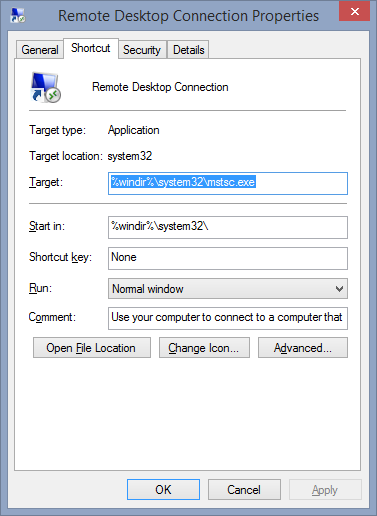 Remote Desktop Connection Properties
General Shortcut Security Details
Remote Desktop Connection
Target type: Application
Target location: system32
Target: %windir%\system32\mstsc.exe
Start in: %windir%\system32\
Shortcut key: None
Run: Normal window
Comment: Use your computer to connect to a computer that
Open File Location Change Icon... Advanced...
OK Cancel Apply